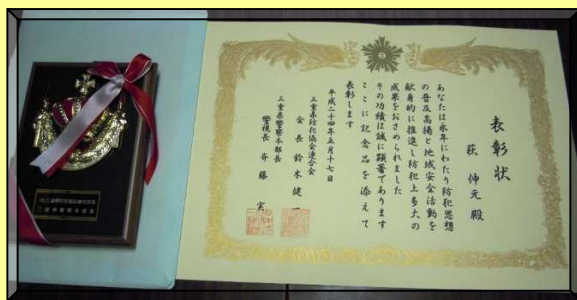 表彰状
萩 伸元 殿
あなたは永年にわたり防犯思想
の普及高揚と地域安全活動を
献身的に推進し防犯上多大の
成果をおさめられました
その功績は誠に顕著であります
ここに記念品を添えて
表彰します
平成二十四年五月十七日
三重県防犯協会連合会
会長 鈴木 健一
三重県警察本部長
警視長 斉藤 実